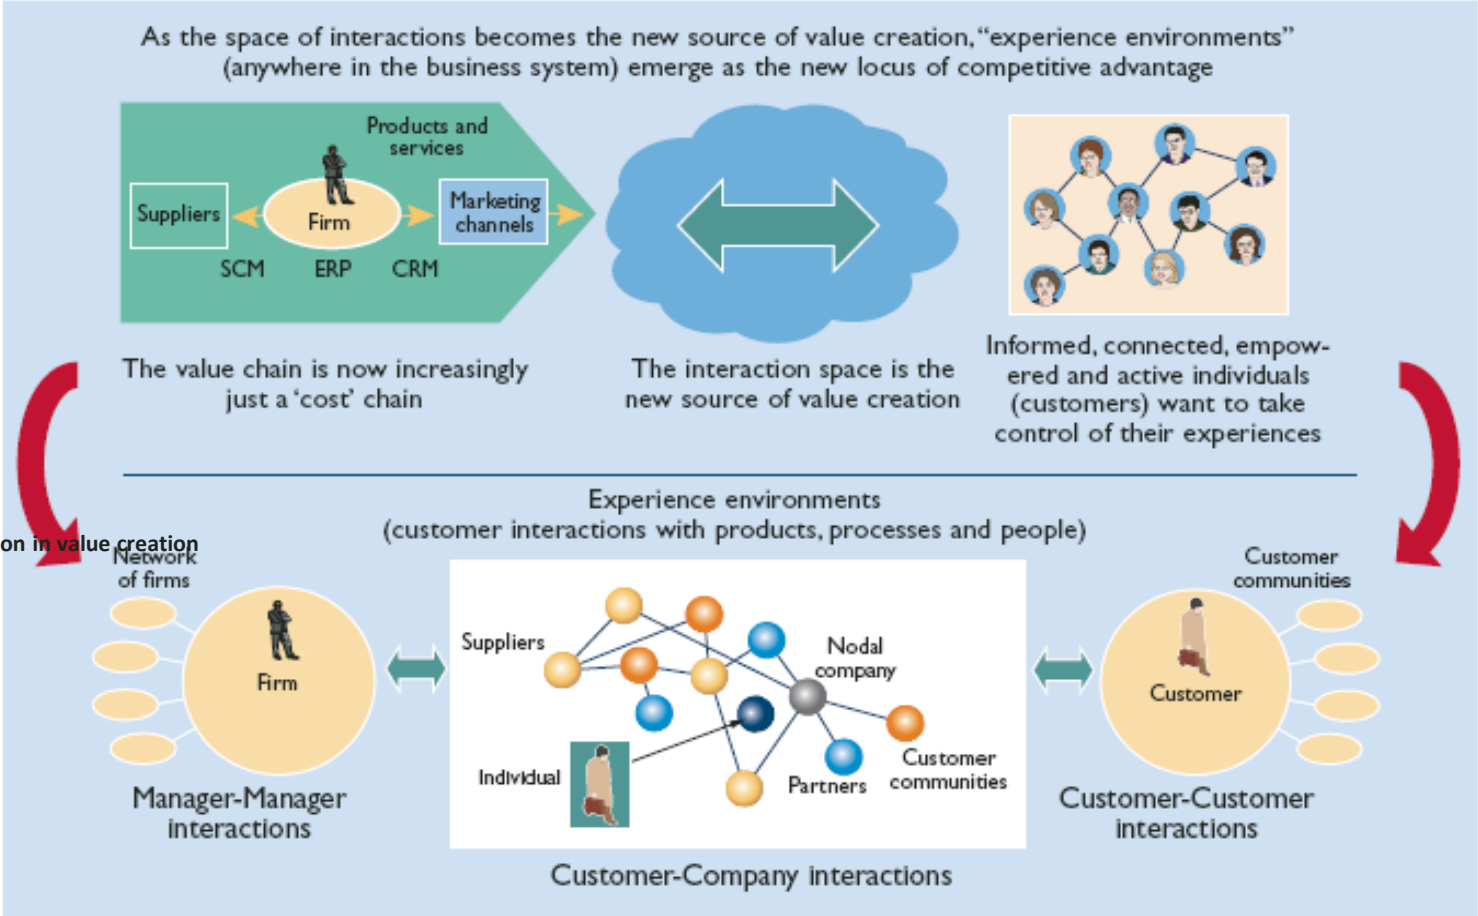 As the space of interactions becomes the new source of value creation, “experience environments”
(anywhere in the business system) emerge as the new locus of competitive advantage
Products and
services
Suppliers
Firm
Marketing
channels
SCM
ERP
CRM
The value chain is now increasingly
just a ‘cost’ chain
The interaction space is the
new source of value creation
Informed, connected, empow-
ered and active individuals
(customers) want to take
control of their experiences
Experience environments
(customer interactions with products, processes and people)
on in value creation
Network
of firms
Firm
Manager-Manager
interactions
Suppliers
Nodal
company
Individual
Partners
Customer
communities
Customer-Company interactions
Customer
communities
Customer
Customer-Customer
interactions